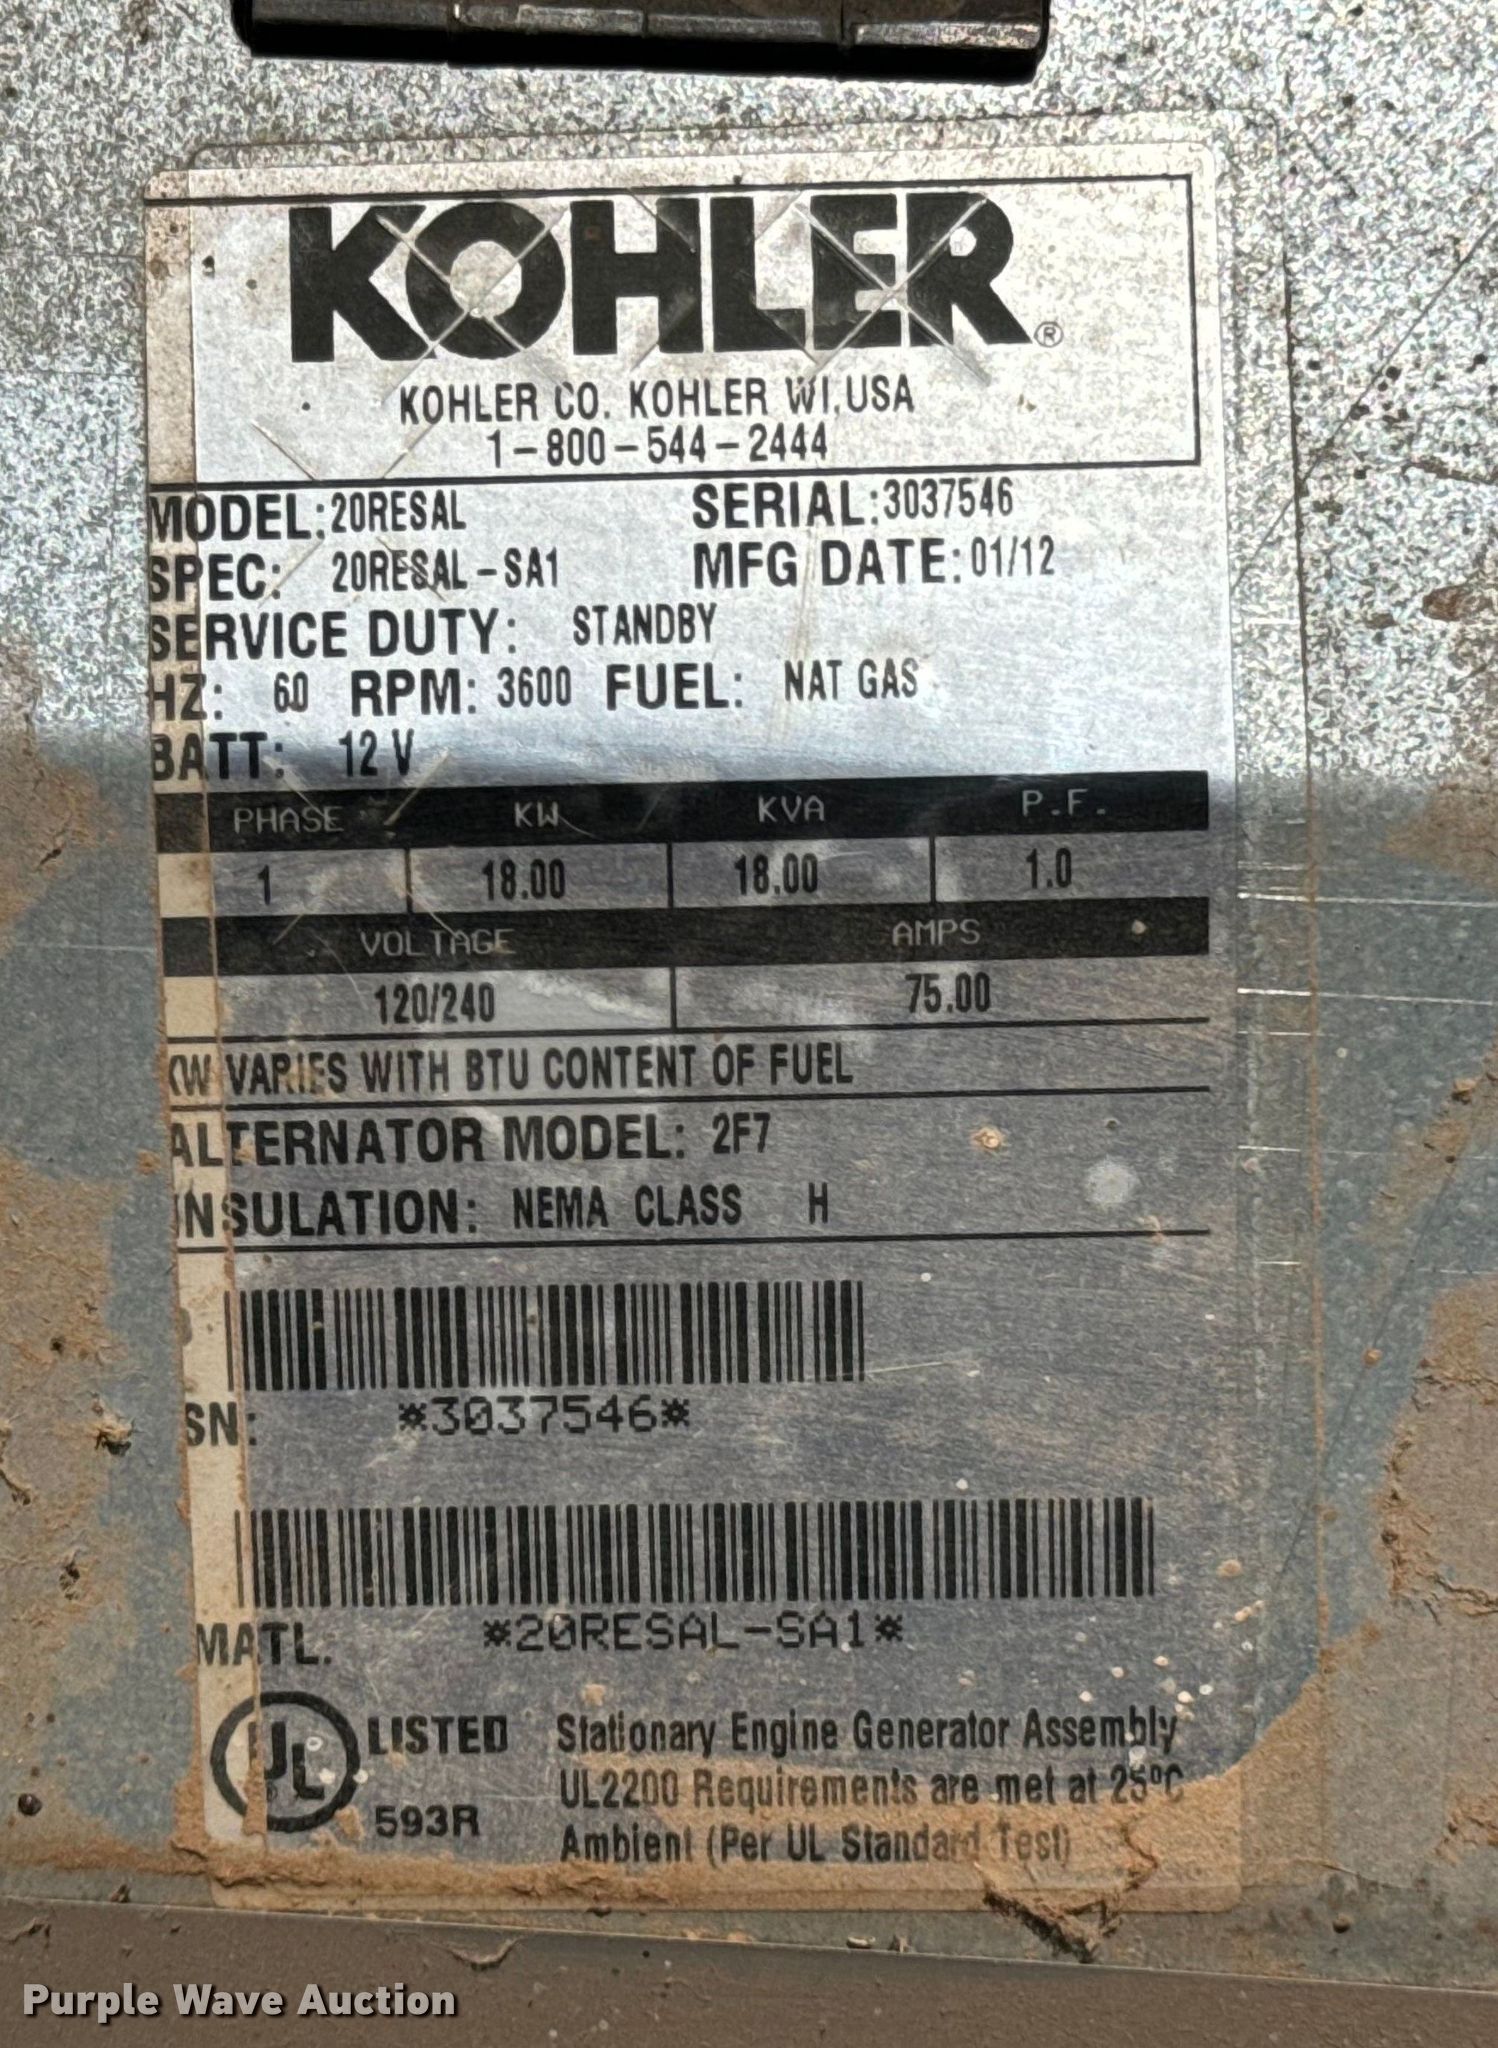 KOHLER®
KOHLER CO. KOHLER WI, USA
1-800-544-2444
MODEL: 20RESAL SERIAL: 3037546
SPEC: 20RESAL-SA1 MFG DATE: 01/12
SERVICE DUTY: STANDBY
HZ: 60 RPM: 3600 FUEL: NAT GAS
BATT: 12 V
PHASE KW KVA P.F.
1 18.00 18.00 1.0
VOLTAGE AMPS
120/240 75.00
KW VARIES WITH BTU CONTENT OF FUEL
ALTERNATOR MODEL: 2F7
INSULATION: NEMA CLASS H
SN: *3037546*
MATL. *20RESAL-SA1*
UL® LISTED
593R
Stationary Engine Generator Assembly
UL2200 Requirements are met at 25ºC
Ambient (Per UL Standard Test)
Purple Wave Auction